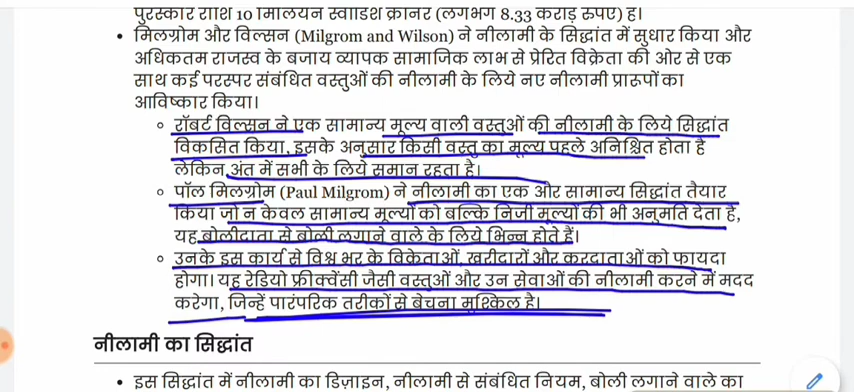 पुरस्कार राशि 10 मिलियन स्वीडिश क्रोनर (लगभग 8.33 करोड़ रुपए) है।
• मिलग्रोम और विल्सन (Milgrom and Wilson) ने नीलामी के सिद्धांत में सुधार किया और
अधिकतम राजस्व के बजाय व्यापक सामाजिक लाभ से प्रेरित विक्रेता की ओर से एक
साथ कई परस्पर संबंधित वस्तुओं की नीलामी के लिये नए नीलामी प्रारूपों का
आविष्कार किया।
◦ रॉबर्ट विल्सन ने एक सामान्य मूल्य वाली वस्तुओं की नीलामी के लिये सिद्धांत
विकसित किया, इसके अनुसार किसी वस्तु का मूल्य पहले अनिश्चित होता है
लेकिन अंत में सभी के लिये समान रहता है।
◦ पॉल मिलग्रोम (Paul Milgrom) ने नीलामी का एक और सामान्य सिद्धांत तैयार
किया जो न केवल सामान्य मूल्यों को बल्कि निजी मूल्यों की भी अनुमति देता है,
यह बोलीदाता से बोली लगाने वाले के लिये भिन्न होते हैं।
◦ उनके इस कार्य से विश्व भर के विक्रेताओं, खरीदारों और करदाताओं को फायदा
होगा। यह रेडियो फ्रीक्वेंसी जैसी वस्तुओं और उन सेवाओं की नीलामी करने में मदद
करेगा, जिन्हें पारंपरिक तरीकों से बेचना मुश्किल है।
नीलामी का सिद्धांत
• इस सिद्धांत में नीलामी का डिज़ाइन, नीलामी से संबंधित नियम, बोली लगाने वाले का